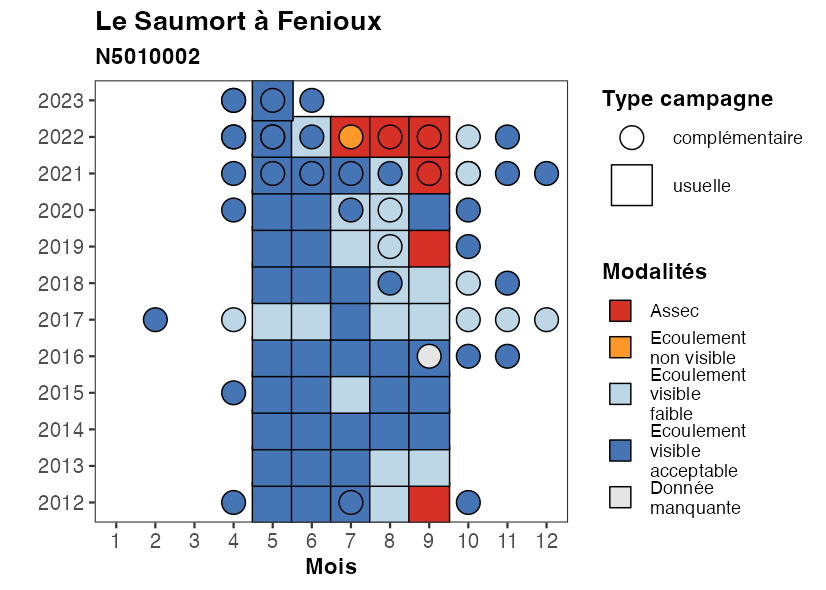 Le Saumort à Fenioux
N5010002
2023
2022
2021
2020
2019
2018
2017
2016
2015
2014
2013
2012
1 2 3 4 5 6 7 8 9 10 11 12
Mois
Type campagne
complémentaire
usuelle
Modalités
Assec
Ecoulement
non visible
Ecoulement
visible
faible
Ecoulement
visible
acceptable
Donnée
manquante